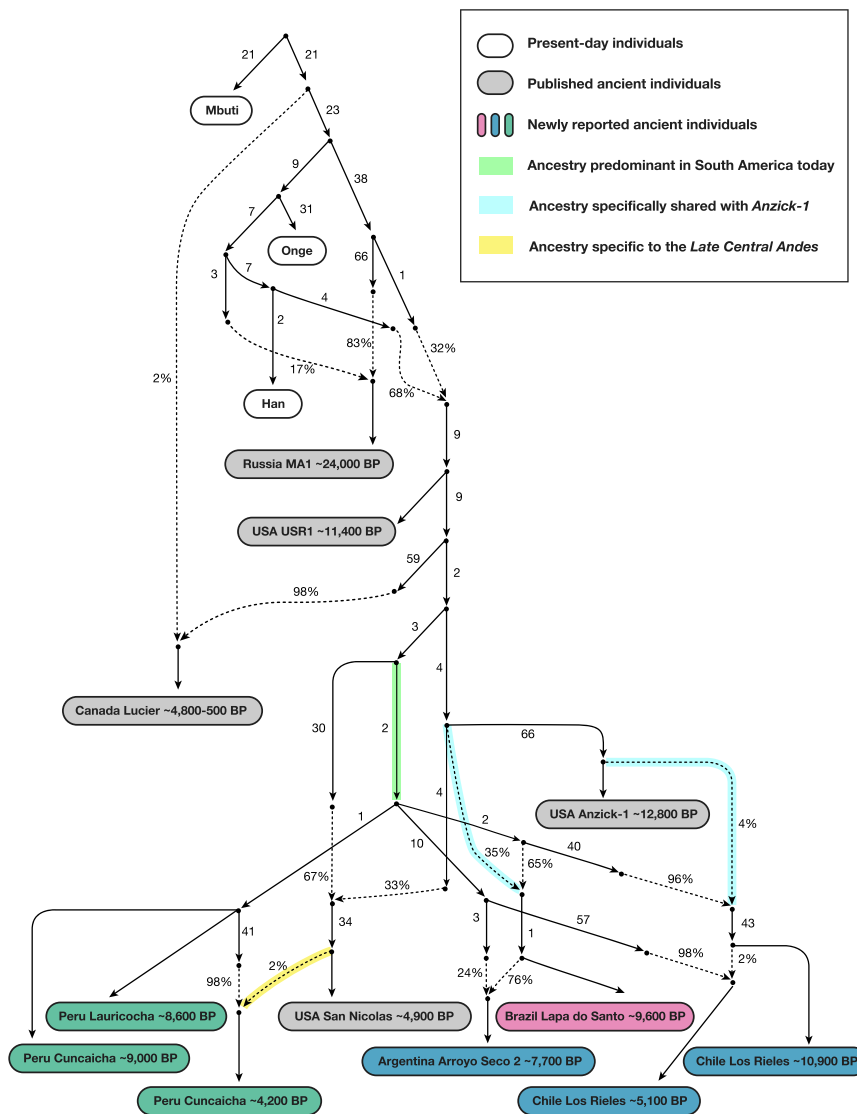 Present-day individuals
Published ancient individuals
Newly reported ancient individuals
Ancestry predominant in South America today
Ancestry specifically shared with Anzick-1
Ancestry specific to the Late Central Andes
21
21
Mbuti
23
9
38
7
31
Onge
66
1
3
7
4
2
83%
32%
17%
2%
68%
Han
9
Russia MA1 ~24,000 BP
9
USA USR1 ~11,400 BP
59
2
98%
3
4
Canada Lucier ~4,800-500 BP
30
2
66
4
USA Anzick-1 ~12,800 BP
4%
1
2
10
40
35%
65%
67%
33%
96%
41
34
3
57
1
43
2%
98%
24%
76%
98%
2%
Peru Lauricocha ~8,600 BP
USA San Nicolas ~4,900 BP
Brazil Lapa do Santo ~9,600 BP
Peru Cuncaicha ~9,000 BP
Argentina Arroyo Seco 2 ~7,700 BP
Chile Los Rieles ~10,900 BP
Peru Cuncaicha ~4,200 BP
Chile Los Rieles ~5,100 BP